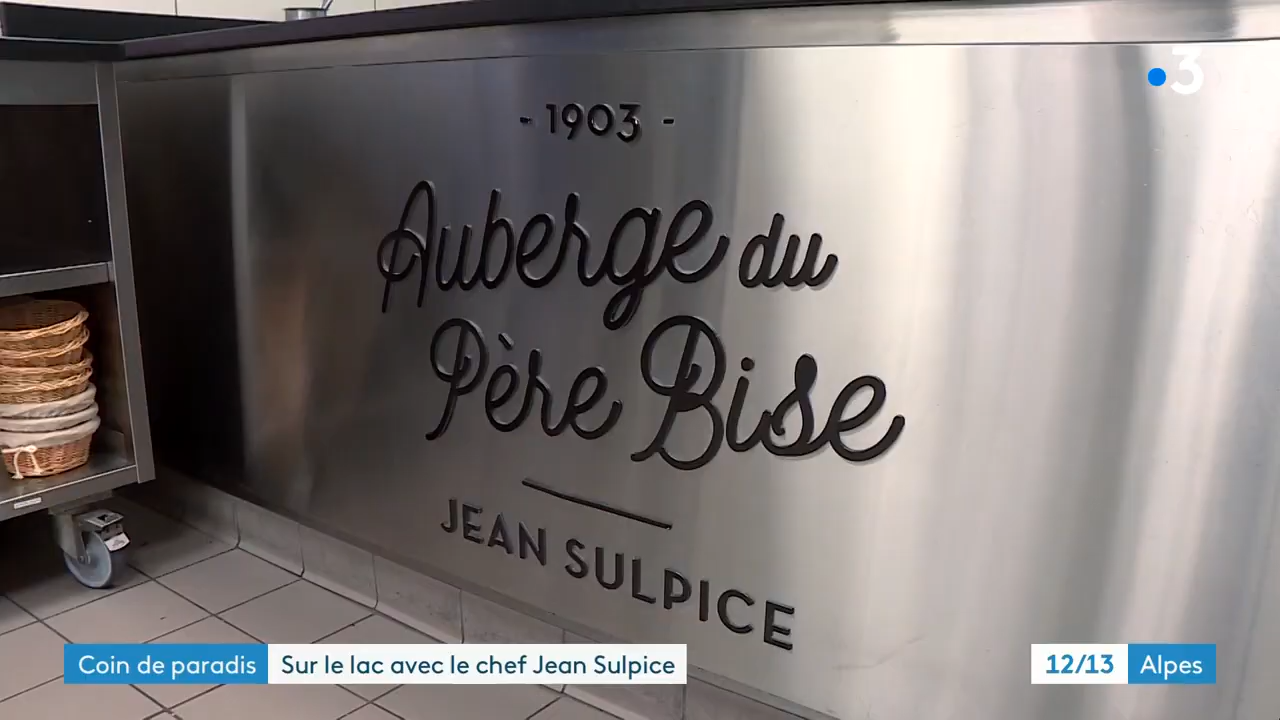 3
- 1903 -
Auberge du
Père Bise
JEAN SULPICE
Coin de paradis Sur le lac avec le chef Jean Sulpice
12/13 Alpes